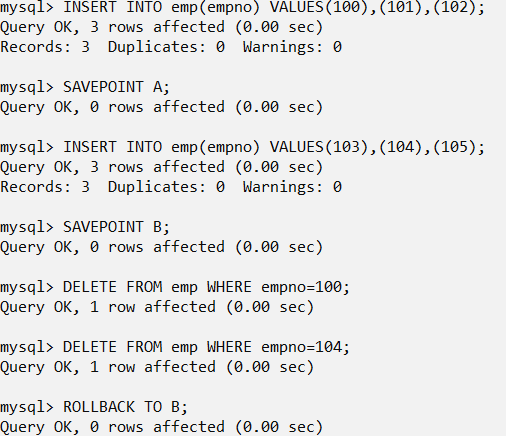 mysql> INSERT INTO emp(empno) VALUES(100),(101),(102);
Query OK, 3 rows affected (0.00 sec)
Records: 3  Duplicates: 0  Warnings: 0
mysql> SAVEPOINT A;
Query OK, 0 rows affected (0.00 sec)
mysql> INSERT INTO emp(empno) VALUES(103),(104),(105);
Query OK, 3 rows affected (0.00 sec)
Records: 3  Duplicates: 0  Warnings: 0
mysql> SAVEPOINT B;
Query OK, 0 rows affected (0.00 sec)
mysql> DELETE FROM emp WHERE empno=100;
Query OK, 1 row affected (0.00 sec)
mysql> DELETE FROM emp WHERE empno=104;
Query OK, 1 row affected (0.00 sec)
mysql> ROLLBACK TO B;
Query OK, 0 rows affected (0.00 sec)